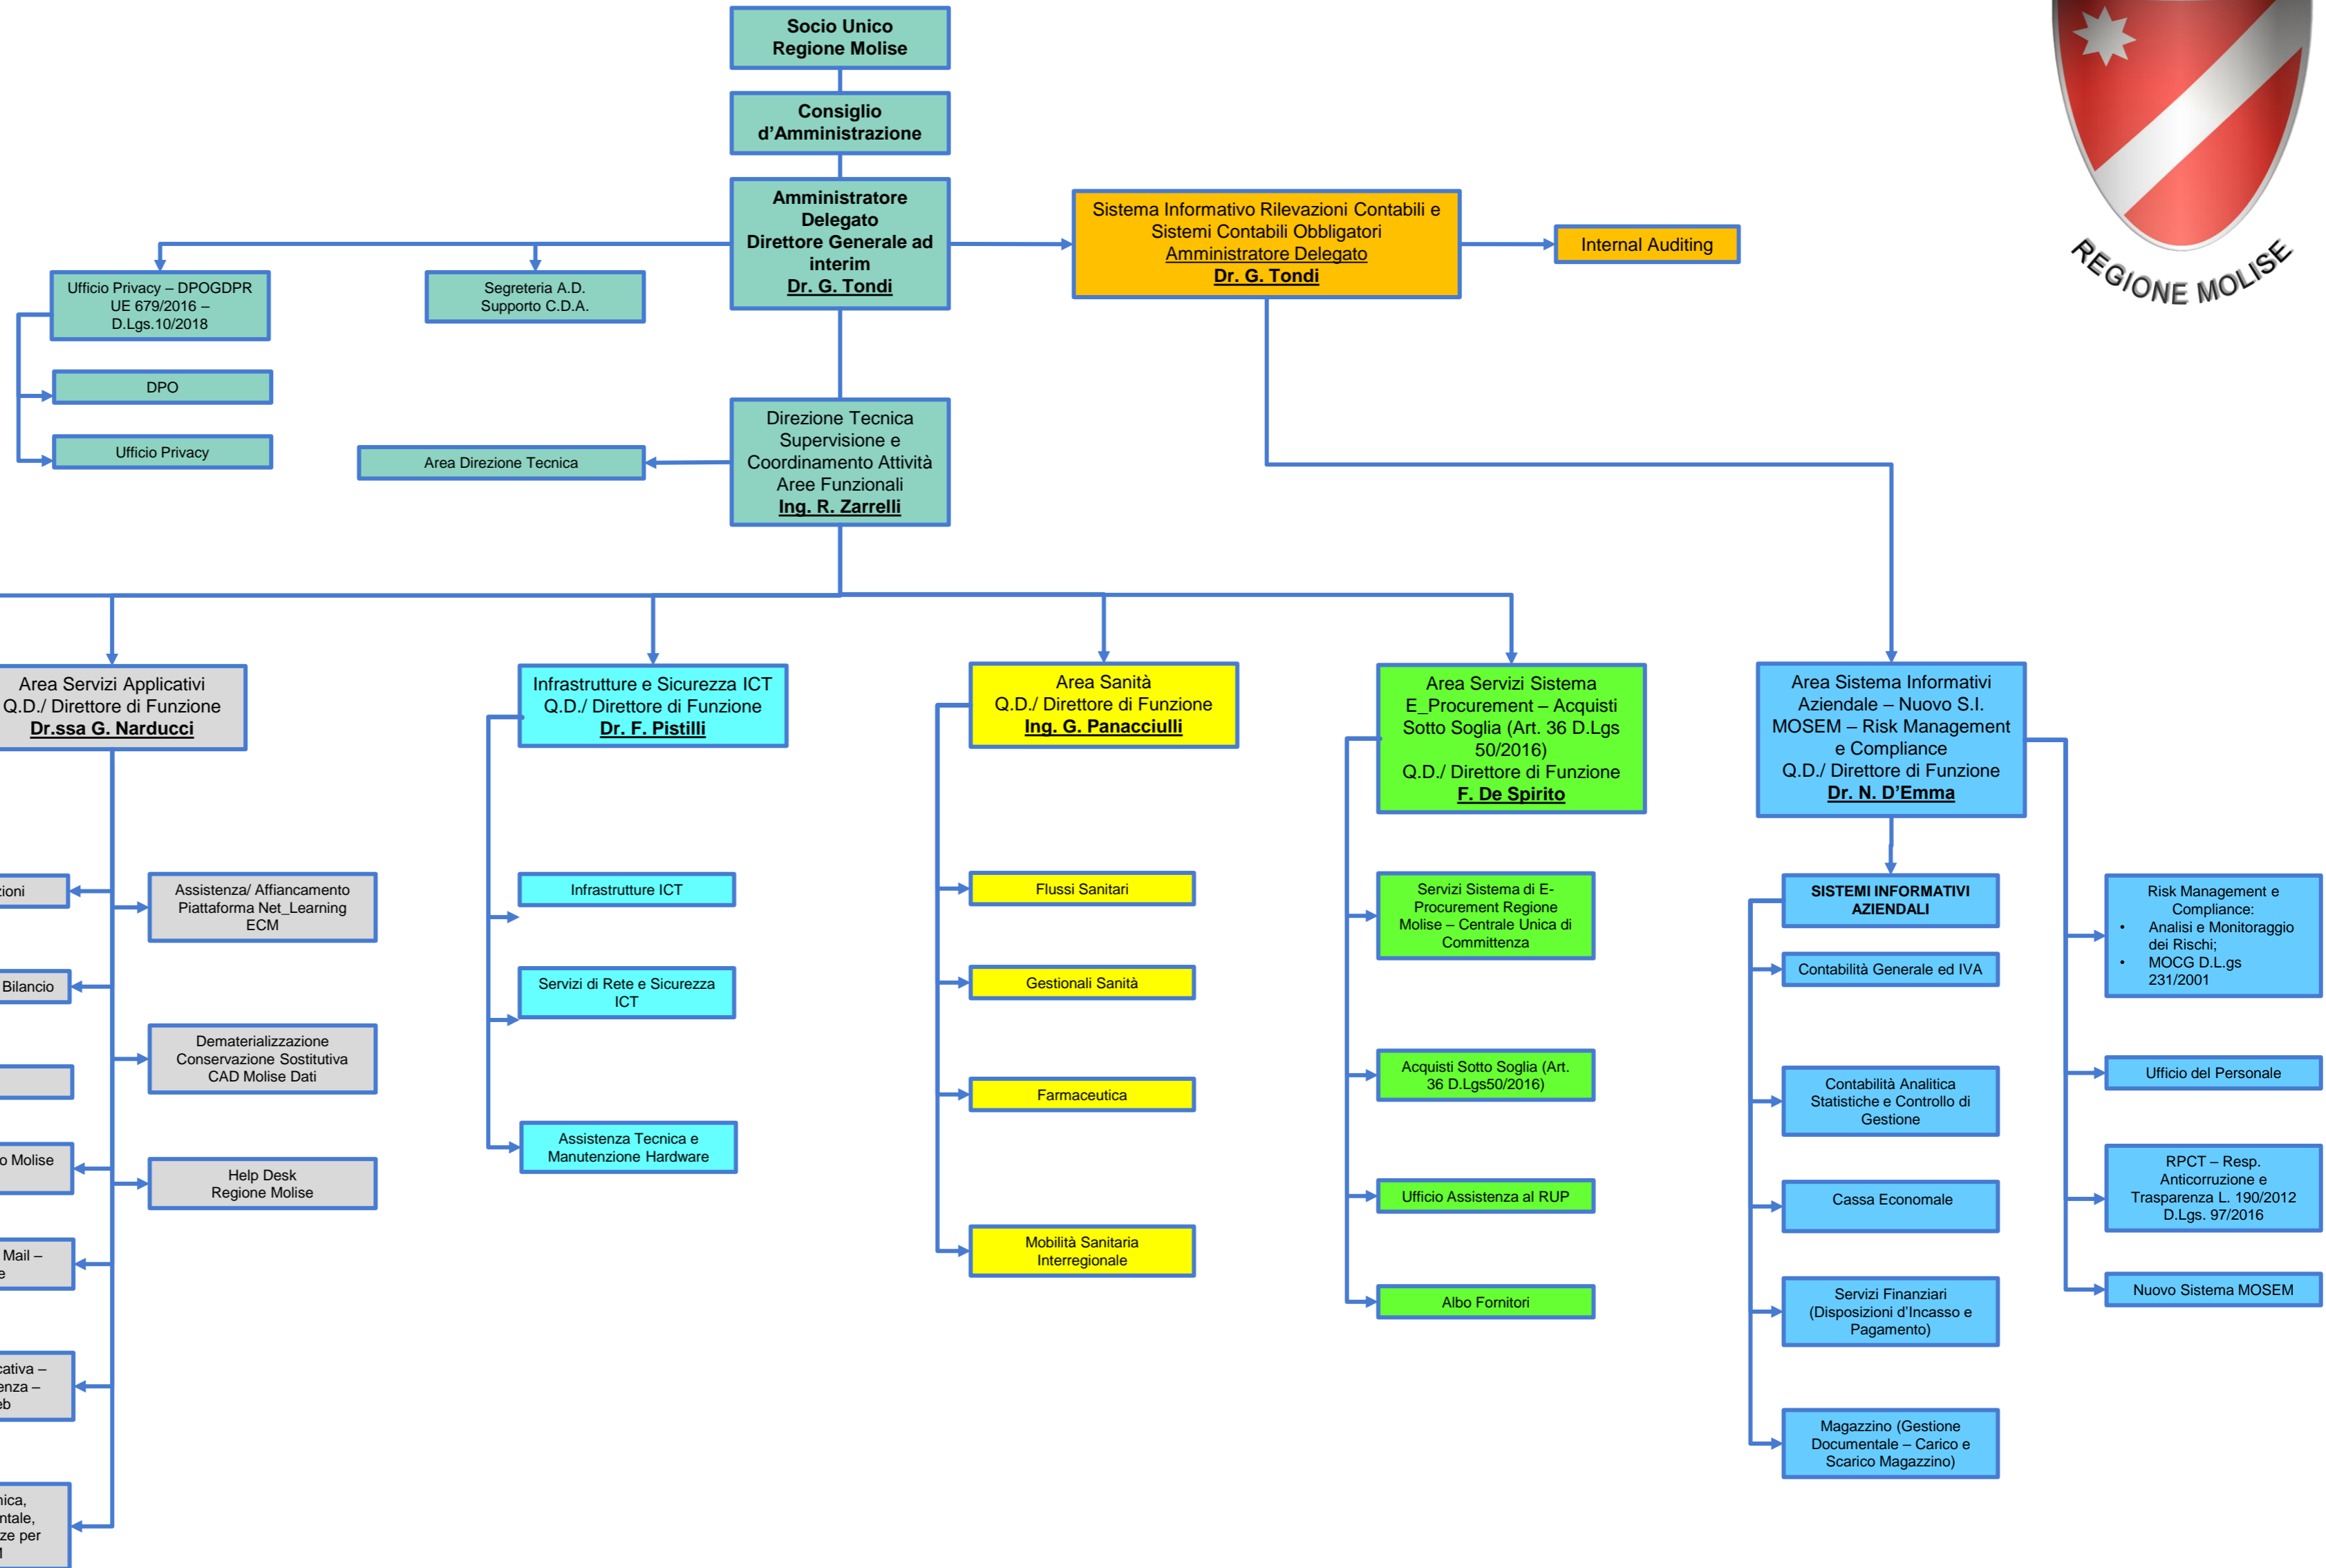 Socio Unico
Regione Molise
Consiglio
d’Amministrazione
Amministratore
Delegato
Direttore Generale ad
interim
Dr. G. Tondi
Sistema Informativo Rilevazioni Contabili e
Sistemi Contabili Obbligatori
Amministratore Delegato
Dr. G. Tondi
Internal Auditing
REGIONE MOLISE
Ufficio Privacy – DPOGDPR
UE 679/2016 –
D.Lgs.10/2018
Segreteria A.D.
Supporto C.D.A.
DPO
Ufficio Privacy
Area Direzione Tecnica
Direzione Tecnica
Supervisione e
Coordinamento Attività
Aree Funzionali
Ing. R. Zarrelli
Area Servizi Applicativi
Q.D./ Direttore di Funzione
Dr.ssa G. Narducci
Bilancio
o Molise
Mail –
Assistenza/ Affiancamento
Piattaforma Net_Learning
ECM
Dematerializzazione
Conservazione Sostitutiva
CAD Molise Dati
Help Desk
Regione Molise
Infrastrutture e Sicurezza ICT
Q.D./ Direttore di Funzione
Dr. F. Pistilli
Infrastrutture ICT
Servizi di Rete e Sicurezza
ICT
Assistenza Tecnica e
Manutenzione Hardware
Area Sanità
Q.D./ Direttore di Funzione
Ing. G. Panacciulli
Flussi Sanitari
Gestionali Sanità
Farmaceutica
Mobilità Sanitaria
Interregionale
Area Servizi Sistema
E_Procurement – Acquisti
Sotto Soglia (Art. 36 D.Lgs
50/2016)
Q.D./ Direttore di Funzione
F. De Spirito
Servizi Sistema di E-
Procurement Regione
Molise – Centrale Unica di
Committenza
Acquisti Sotto Soglia (Art.
36 D.Lgs50/2016)
Ufficio Assistenza al RUP
Albo Fornitori
Area Sistema Informativi
Aziendale – Nuovo S.I.
MOSEM – Risk Management
e Compliance
Q.D./ Direttore di Funzione
Dr. N. D’Emma
SISTEMI INFORMATIVI
AZIENDALI
Contabilità Generale ed IVA
Contabilità Analitica
Statistiche e Controllo di
Gestione
Cassa Economale
Servizi Finanziari
(Disposizioni d’Incasso e
Pagamento)
Magazzino (Gestione
Documentale – Carico e
Scarico Magazzino)
Risk Management e
Compliance:
• Analisi e Monitoraggio
dei Rischi;
• MOCG D.L.gs
231/2001
Ufficio del Personale
RPCT – Resp.
Anticorruzione e
Trasparenza L. 190/2012
D.Lgs. 97/2016
Nuovo Sistema MOSEM